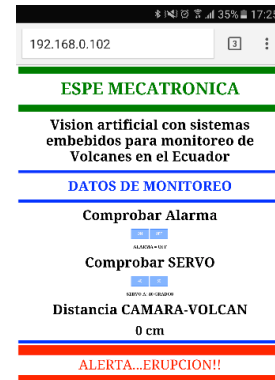 35% 17:25
192.168.0.102
3
ESPE MECATRONICA
Vision artificial con sistemas
embebidos para monitoreo de
Volcanes en el Ecuador
DATOS DE MONITOREO
Comprobar Alarma
Comprobar SERVO
Distancia CAMARA-VOLCAN
0 cm
ALERTA...ERUPCION!!